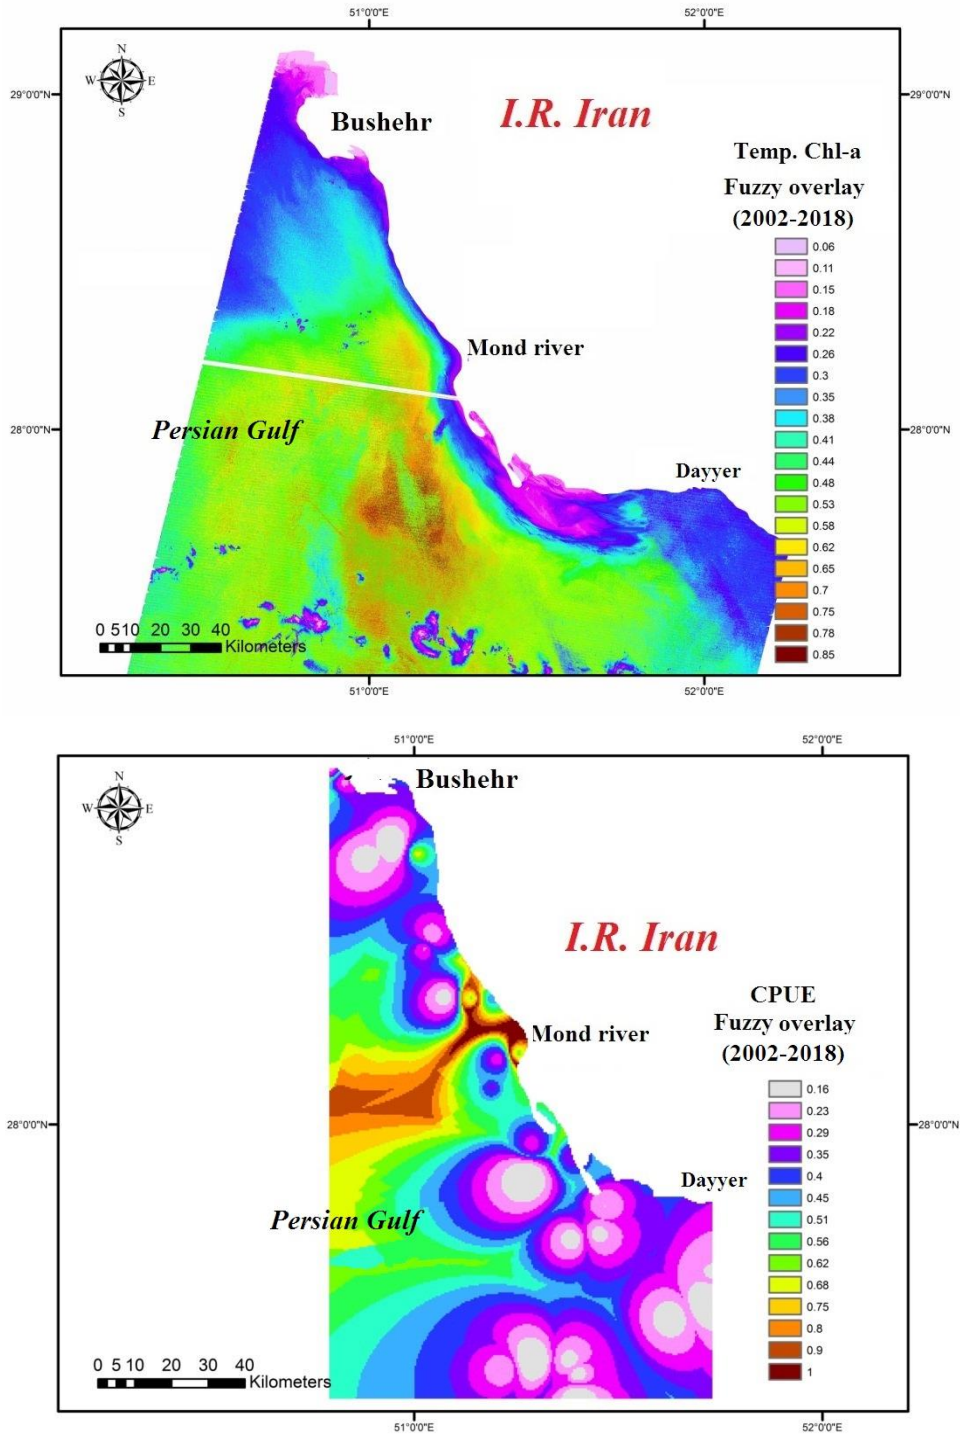 51°0'0"E 52°0'0"E
N
W E
S
29°0'0"N 29°0'0"N
Bushehr
I.R. Iran
Temp. Chl-a
Fuzzy overlay
(2002-2018)
0.06
0.11
0.15
0.18
0.22
0.26
0.3
0.35
0.38
0.41
0.44
0.48
0.53
0.58
0.62
0.65
0.7
0.75
0.78
0.85
Mond river
Persian Gulf
28°0'0"N 28°0'0"N
Dayyer
0 5 10 20 30 40
Kilometers
51°0'0"E 52°0'0"E
51°0'0"E 52°0'0"E
N
W E
S
Bushehr
I.R. Iran
CPUE
Fuzzy overlay
(2002-2018)
0.16
0.23
0.29
0.35
0.4
0.45
0.51
0.56
0.62
0.68
0.75
0.8
0.9
1
Mond river
28°0'0"N 28°0'0"N
Dayyer
Persian Gulf
0 5 10 20 30 40
Kilometers
51°0'0"E 52°0'0"E